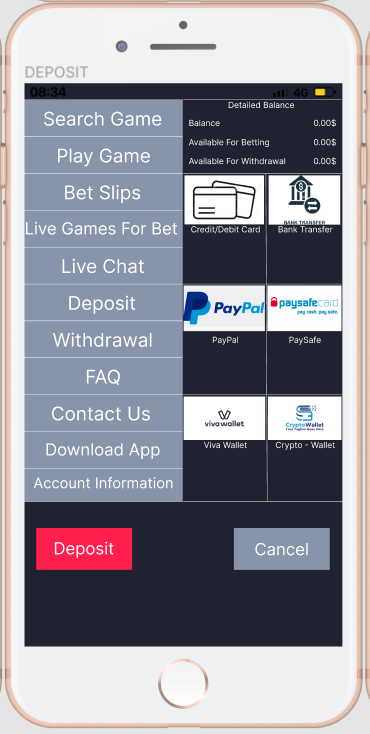 DEPOSIT
08:34
4G
Search Game
Play Game
Bet Slips
Live Games For Bet
Live Chat
Deposit
Withdrawal
FAQ
Contact Us
Download App
Account Information
Detailed Balance
Balance 0.00$
Available For Betting 0.00$
Available For Withdrawal 0.00$
BANK TRANSFER
Credit/Debit Card
Bank Transfer
PayPal
paysafecard
pay cash. pay safe.
PayPal
PaySafe
vivawallet
CryptoWallet
Your Tagline Goes Here
Viva Wallet
Crypto - Wallet
Deposit
Cancel